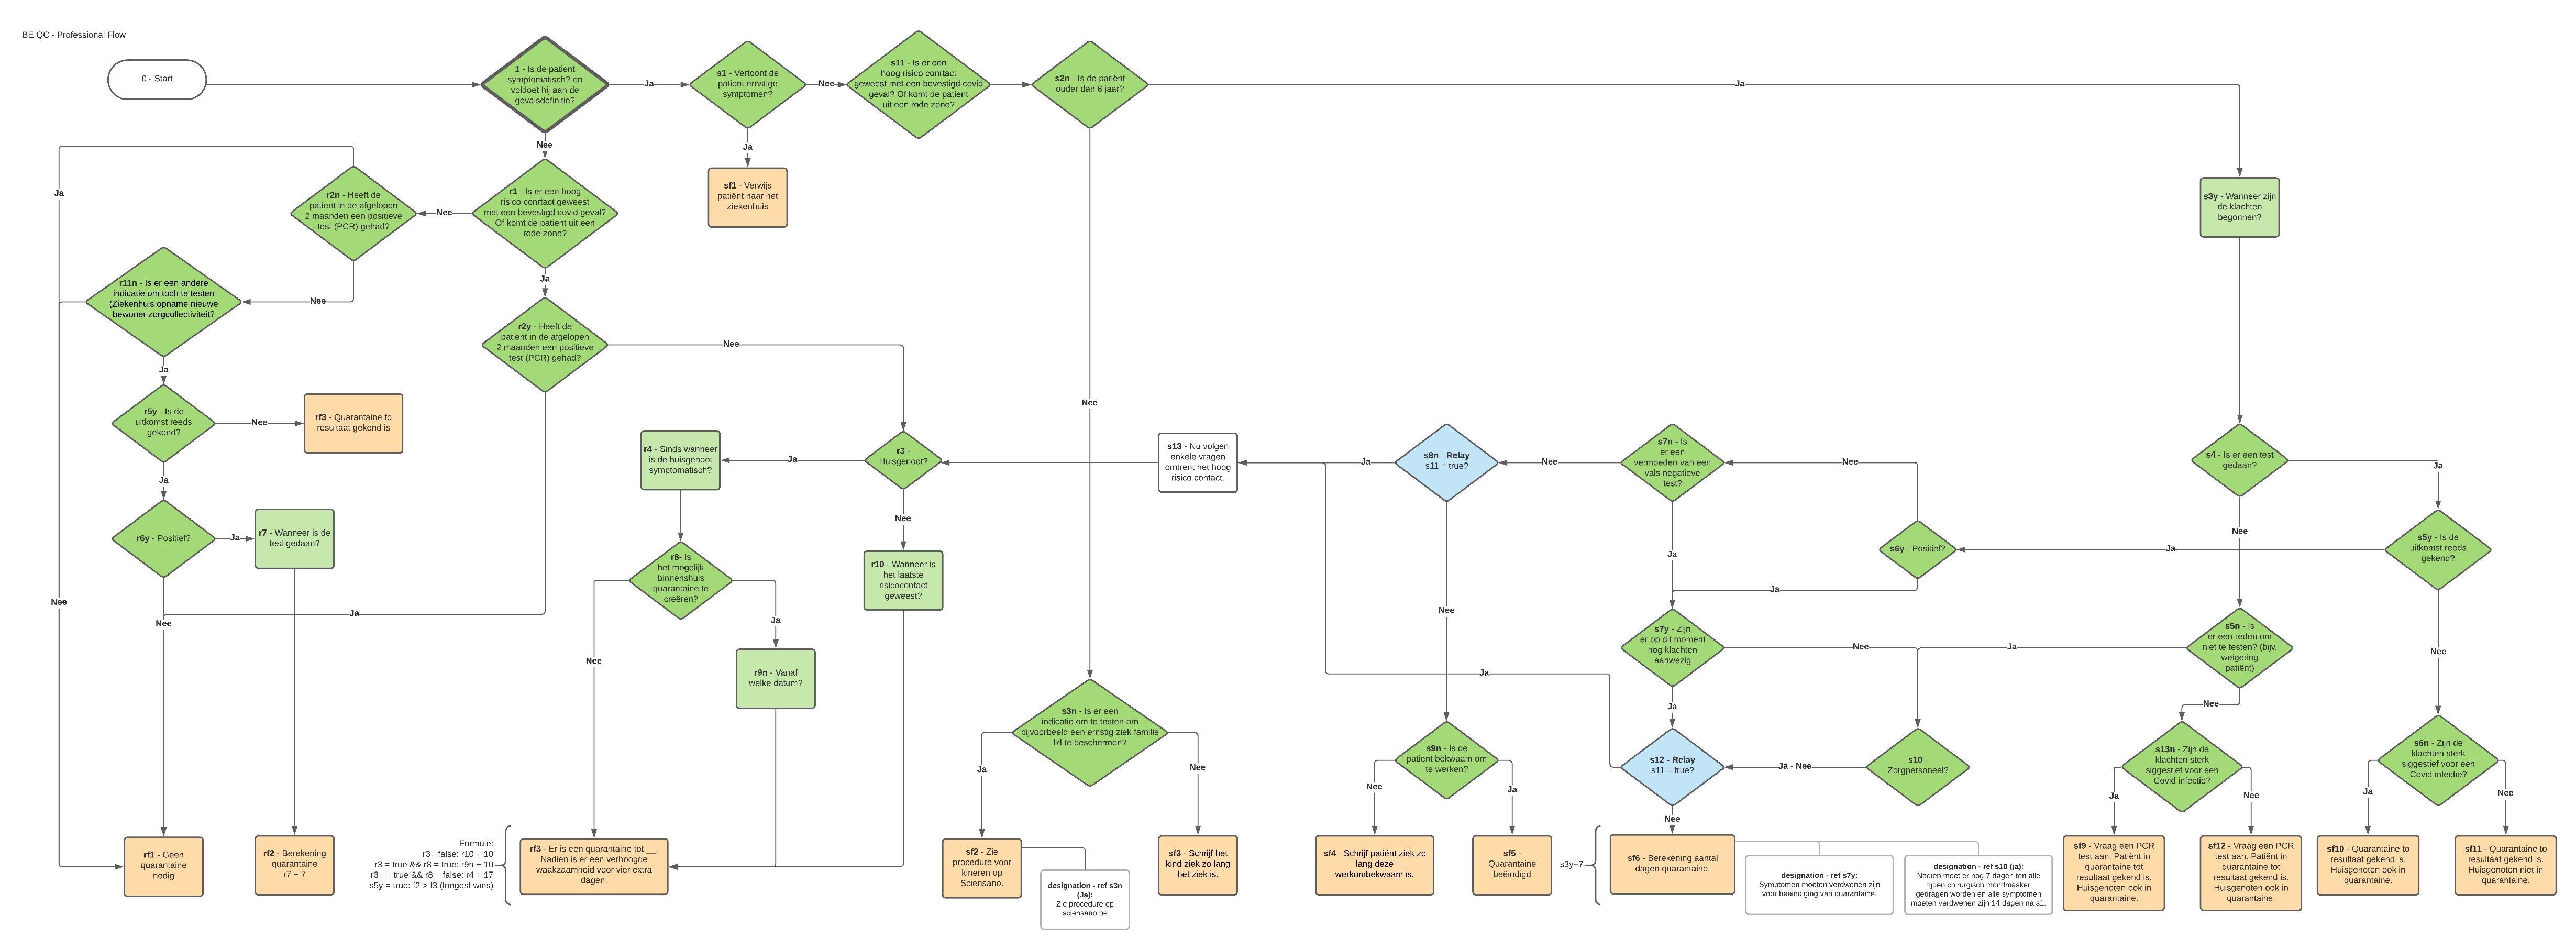 BE QC - Professional Flow
0 - Start
1 - Is de patient
symptomatisch? en
voldoet hij aan de
gevalsdefinitie?
Ja
s1 - Vertoont de
patient ernstige
symptomen?
Nee
s11 - Is er een
hoog risico conrtact
geweest met een bevestigd covid
geval? Of komt de patient
uit een rode zone?
s2n - Is de patiënt
ouder dan 6 jaar?
Ja
Nee
Ja
sf1 - Verwijs
patiënt naar het
ziekenhuis
r1 - Is er een hoog
risico conrtact geweest
met een bevestigd covid geval?
Of komt de patient uit een
rode zone?
Nee
r2n - Heeft de
patient in de afgelopen
2 maanden een positieve
test (PCR) gehad?
Ja
Nee
r11n - Is er een andere
indicatie om toch te testen
(Ziekenhuis opname nieuwe
bewoner zorgcollectiviteit?
Nee
Ja
r5y - Is de
uitkomst reeds
gekend?
Nee
rf3 - Quarantaine to
resultaat gekend is
Ja
r6y - Positief?
Ja
r7 - Wanneer is de
test gedaan?
Nee
Ja
r2y - Heeft de
patient in de afgelopen
2 maanden een positieve
test (PCR) gehad?
Nee
Ja
r3 -
Huisgenoot?
Ja
r4 - Sinds wanneer
is de huisgenoot
symptomatisch?
Nee
r10 - Wanneer is
het laatste
risicocontact
geweest?
r8- Is
het mogelijk
binnenshuis
quarantaine te
creëren?
Nee
Ja
r9n - Vanaf
welke datum?
Nee
s3n - Is er een
indicatie om te testen om
bijvoorbeeld een ernstig ziek familie
lid te beschermen?
Ja
Nee
s13 - Nu volgen
enkele vragen
omtrent het hoog
risico contact.
Ja
s8n - Relay
s11 = true?
Nee
s7n - Is
er een
vermoeden van een
vals negatieve
test?
Nee
Ja
s6y - Positief?
Ja
Ja
Nee
s9n - Is de
patiënt bekwaam om
te werken?
Nee
Ja
s7y - Zijn
er op dit moment
nog klachten
aanwezig
Nee
Ja
Ja
s12 - Relay
s11 = true?
Ja
Nee
Ja - Nee
s10 -
Zorgpersoneel?
s3y - Wanneer zijn
de klachten
begonnen?
s4 - Is er een test
gedaan?
Ja
Nee
s5y - Is de
uitkomst reeds
gekend?
Nee
s5n - Is
er een reden om
niet te testen? (bijv.
weigering
patiënt)
Nee
s13n - Zijn de
klachten sterk
siggestief voor een
Covid infectie?
Ja
Nee
s6n - Zijn de
klachten sterk
siggestief voor een
Covid infectie?
Ja
Nee
rf1 - Geen
quarantaine
nodig
rf2 - Berekening
quarantaine
r7 + 7
Formule:
r3= false: r10 + 10
r3 = true && r8 = true: r9n + 10
r3 == true && r8 = false: r4 + 17
s5y = true: f2 > f3 (longest wins)
rf3 - Er is een quarantaine tot __.
Nadien is er een verhoogde
waakzaamheid voor vier extra
dagen.
sf2 - Zie
procedure voor
kineren op
Sciensano.
designation - ref s3n
(Ja):
Zie procedure op
sciensano.be
sf3 - Schrijf het
kind ziek zo lang
het ziek is.
sf4 - Schrijf patiënt ziek zo
lang deze
werkombekwaam is.
sf5 -
Quarantaine
beëindigd
s3y+7
sf6 - Berekening aantal
dagen quarantaine.
designation - ref s7y:
Symptomen moeten verdwenen zijn
voor beëindiging van quarantaine.
designation - ref s10 (ja):
Nadien moet er nog 7 dagen ten alle
tijden chirurgisch mondmasker
gedragen worden en alle symptomen
moeten verdwenen zijn 14 dagen na s1.
sf9 - Vraag een PCR
test aan. Patient in
quarantaine tot
resultaat gekend is.
Huisgenoten ook in
quarantaine.
sf12 - Vraag een PCR
test aan. Patient in
quarantaine tot
resultaat gekend is.
Huisgenoten ook in
quarantaine.
sf10 - Quarantaine to
resultaat gekend is.
Huisgenoten ook in
quarantaine.
sf11 - Quarantaine to
resultaat gekend is.
Huisgenoten niet in
quarantaine.